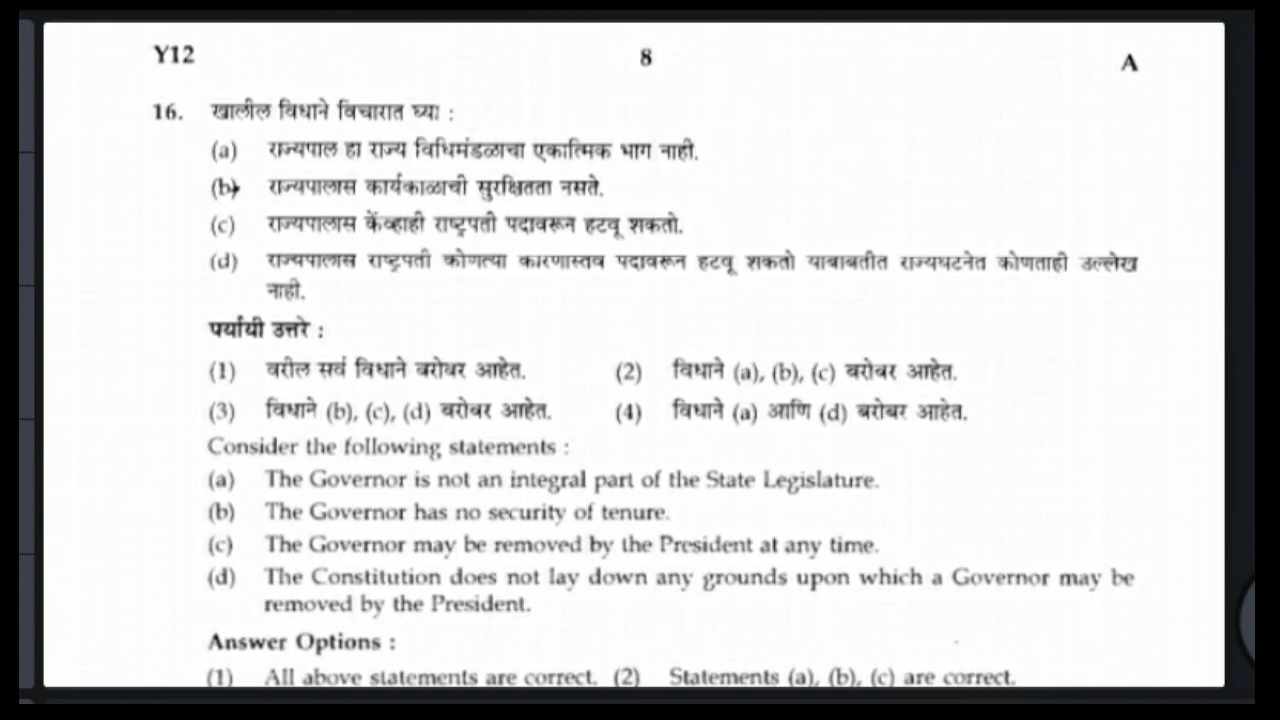 Y12 8 A
16. खालील विधाने विचारात घ्या :
(a) राज्यपाल हा राज्य विधिमंडळाचा एकात्मिक भाग नाही.
(b) राज्यपालास कार्यकाळाची सुरक्षितता नसते.
(c) राज्यपालास केंव्हाही राष्ट्रपती पदावरून हटवू शकतो.
(d) राज्यपालास राष्ट्रपती कोणत्या कारणास्तव पदावरून हटवू शकतो याबाबतीत राज्यघटनेत कोणताही उल्लेख
नाही.
पर्यायी उत्तरे :
(1) वरील सर्व विधाने बरोबर आहेत. (2) विधाने (a), (b), (c) बरोबर आहेत.
(3) विधाने (b), (c), (d) बरोबर आहेत. (4) विधाने (a) आणि (d) बरोबर आहेत.
Consider the following statements :
(a) The Governor is not an integral part of the State Legislature.
(b) The Governor has no security of tenure.
(c) The Governor may be removed by the President at any time.
(d) The Constitution does not lay down any grounds upon which a Governor may be
removed by the President.
Answer Options :
(1) All above statements are correct. (2) Statements (a), (b), (c) are correct.